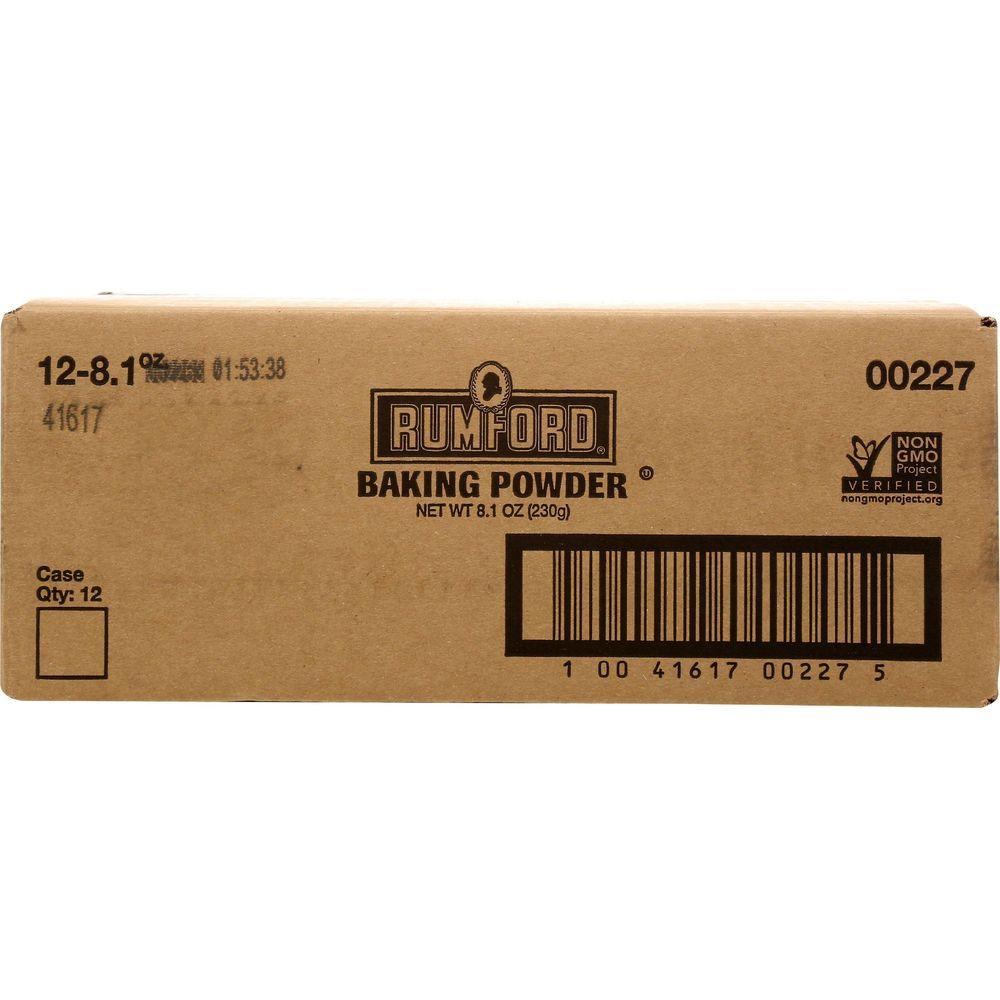 12-8.1 OZ 01:53:38
41617
RUMFORD®
BAKING POWDER Ⓤ
NET WT 8.1 OZ (230g)
00227
NON
GMO
Project
VERIFIED
nongmoproject.org
Case
Qty: 12
1 00 41617 00227 5